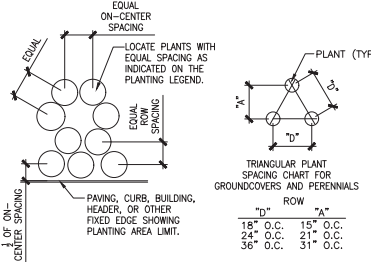 EQUAL
ON-CENTER
SPACING
EQUAL
LOCATE PLANTS WITH
EQUAL SPACING AS
INDICATED ON THE
PLANTING LEGEND.
EQUAL
ROW
SPACING
1/2 OF ON-
CENTER SPACING
PAVING, CURB, BUILDING,
HEADER, OR OTHER
FIXED EDGE SHOWING
PLANTING AREA LIMIT.
PLANT (TYP
"A"
"D"
"D"
TRIANGULAR PLANT
SPACING CHART FOR
GROUNDCOVERS AND PERENNIALS
ROW
"D" "A"
18" O.C. 15" O.C.
24" O.C. 21" O.C.
36" O.C. 31" O.C.